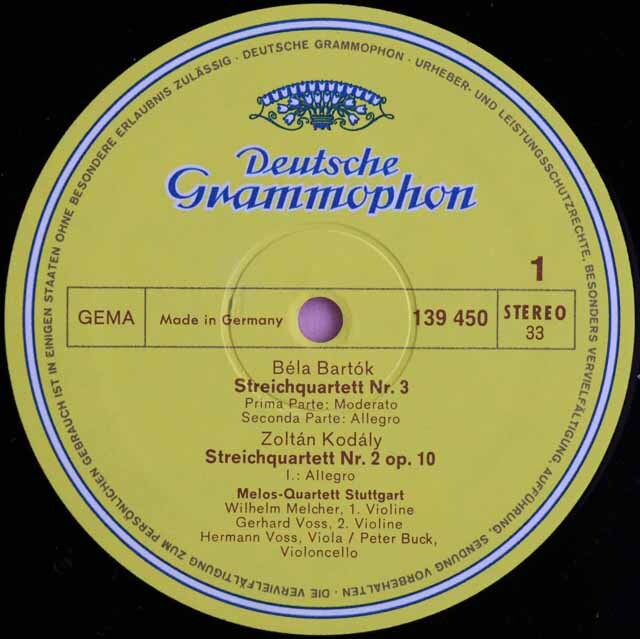 DIE VERVIELFÄLTIGUNG ZUM PERSÖNLICHEN GEBRAUCH IST IN EINIGEN STAATEN OHNE BESONDERE ERLAUBNIS ZULÄSSIG · DEUTSCHE GRAMMOPHON · URHEBER- UND LEISTUNGSSCHUTZRECHTE, BESONDERS VERVIELFÄLTIGUNG, AUFFÜHRUNG, SENDUNG VORBEHALTEN ·
Deutsche
Grammophon
1
GEMA Made in Germany 139 450 STEREO
33
Béla Bartók
Streichquartett Nr. 3
Prima Parte: Moderato
Seconda Parte: Allegro
Zoltán Kodály
Streichquartett Nr. 2 op. 10
I.: Allegro
Melos-Quartett Stuttgart
Wilhelm Melcher, 1. Violine
Gerhard Voss, 2. Violine
Hermann Voss, Viola / Peter Buck,
Violoncello